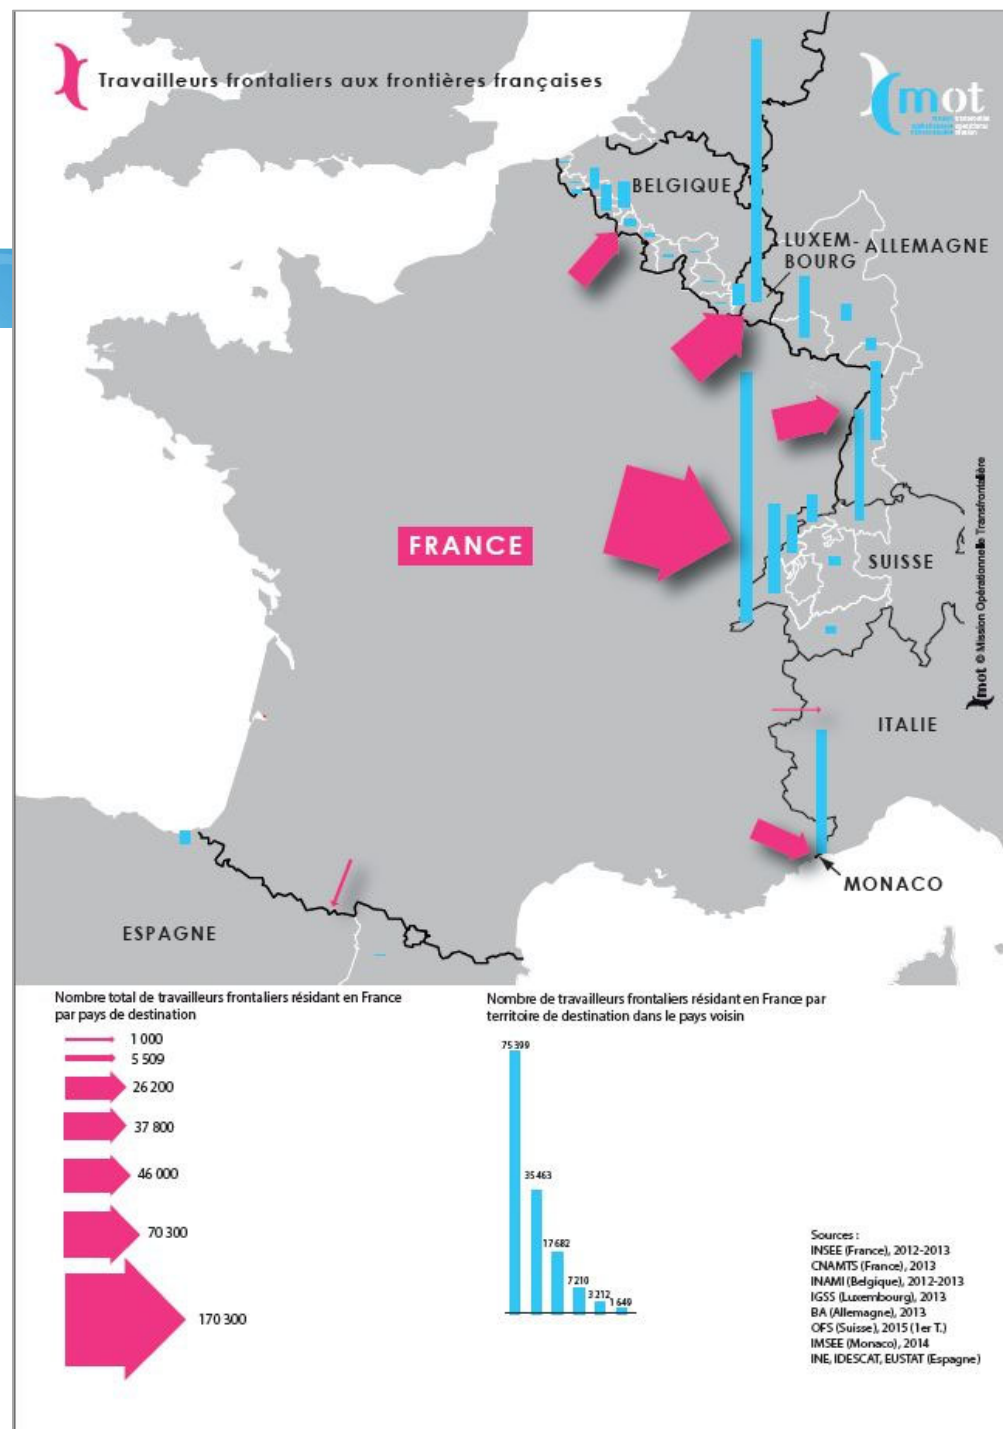 Travailleurs frontaliers aux frontières françaises
mot
BELGIQUE
LUXEM-
BOURG
ALLEMAGNE
FRANCE
SUISSE
ITALIE
MONACO
ESPAGNE
mot © Mission Opérationnelle Transfrontalière
Nombre total de travailleurs frontaliers résidant en France
par pays de destination
1 000
5 509
26 200
37 800
46 000
70 300
170 300
Nombre de travailleurs frontaliers résidant en France par
territoire de destination dans le pays voisin
75 399
35 463
17 682
7 210
3 212
1 649
Sources :
INSEE (France), 2012-2013
CNAMTS (France), 2013
INAMI (Belgique), 2012-2013
IGSS (Luxembourg), 2013
BA (Allemagne), 2013
OFS (Suisse), 2015 (1er T.)
IMSEE (Monaco), 2014
INE, IDESCAT, EUSTAT (Espagne)